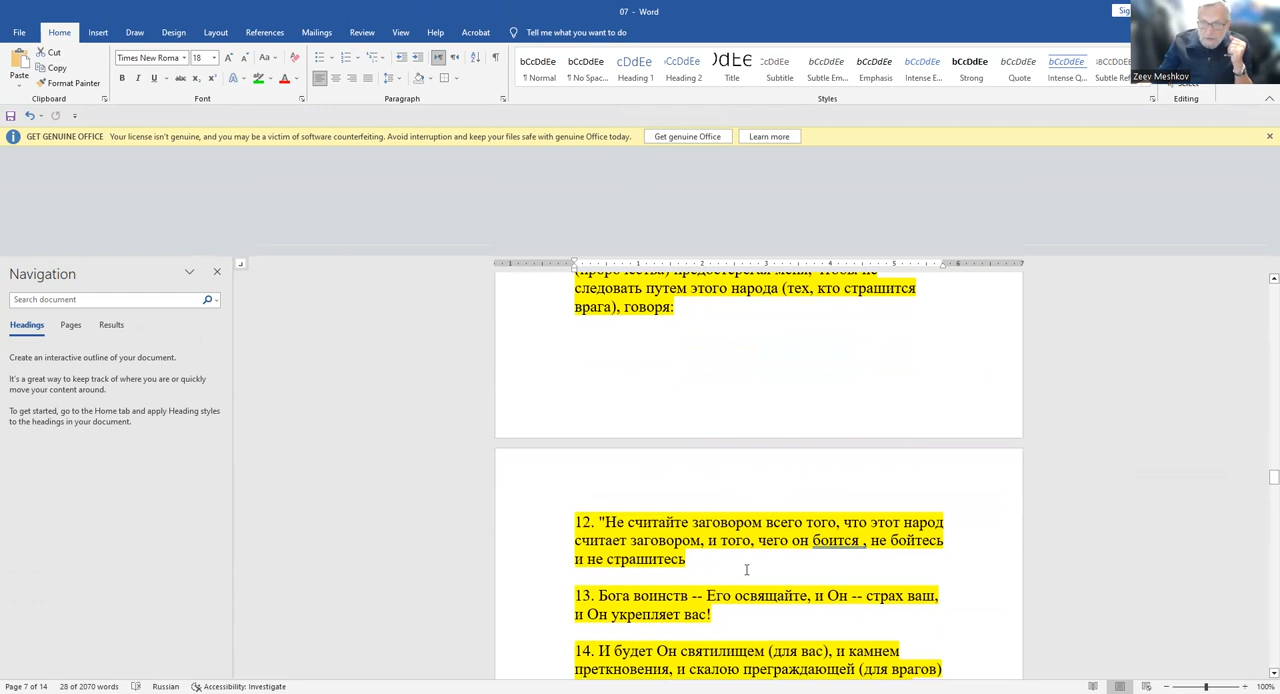 07 - Word
Sig
File Home Insert Draw Design Layout References Mailings Review View Help Acrobat Tell me what you want to do
Paste
Cut
Copy
Format Painter
Clipboard
Times New Roma 18
Font
Paragraph
¶ Normal ¶ No Spac... Heading 1 Heading 2 Title Subtitle Subtle Em... Emphasis Intense E... Strong Quote Intense Q... Subtle Ref
Styles
Editing
Zeev Meshkov
GET GENUINE OFFICE Your license isn't genuine, and you may be a victim of software counterfeiting. Avoid interruption and keep your files safe with genuine Office today. Get genuine Office Learn more
Navigation
Search document
Headings Pages Results
Create an interactive outline of your document.
It's a great way to keep track of where you are or quickly
move your content around.
To get started, go to the Home tab and apply Heading styles
to the headings in your document.
следовать путем этого народа (тех, кто страшится
врага), говоря:
12. "Не считайте заговором всего того, что этот народ
считает заговором, и того, чего он боится , не бойтесь
и не страшитесь
13. Бога воинств -- Его освящайте, и Он -- страх ваш,
и Он укрепляет вас!
14. И будет Он святилищем (для вас), и камнем
преткновения, и скалою преграждающей (для врагов)
Page 7 of 14 28 of 2070 words Russian Accessibility: Investigate 100%